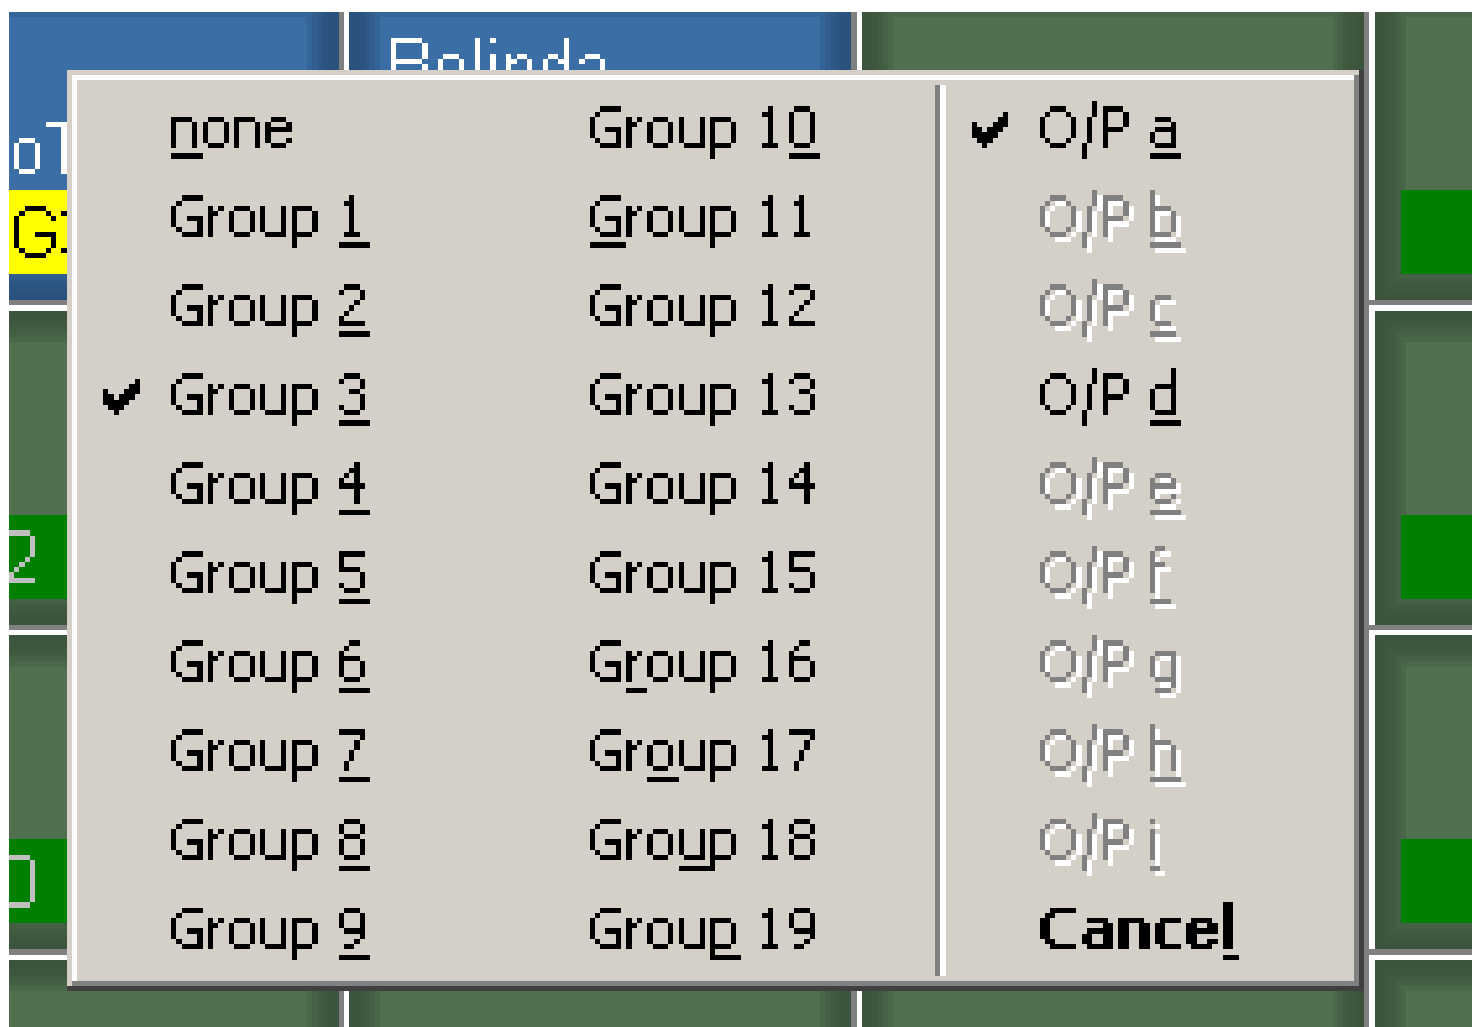 Belinda
none
Group 1
Group 2
Group 3
Group 4
Group 5
Group 6
Group 7
Group 8
Group 9
Group 10
Group 11
Group 12
Group 13
Group 14
Group 15
Group 16
Group 17
Group 18
Group 19
O/P a
O/P b
O/P c
O/P d
O/P e
O/P f
O/P g
O/P h
O/P i
Cancel
2